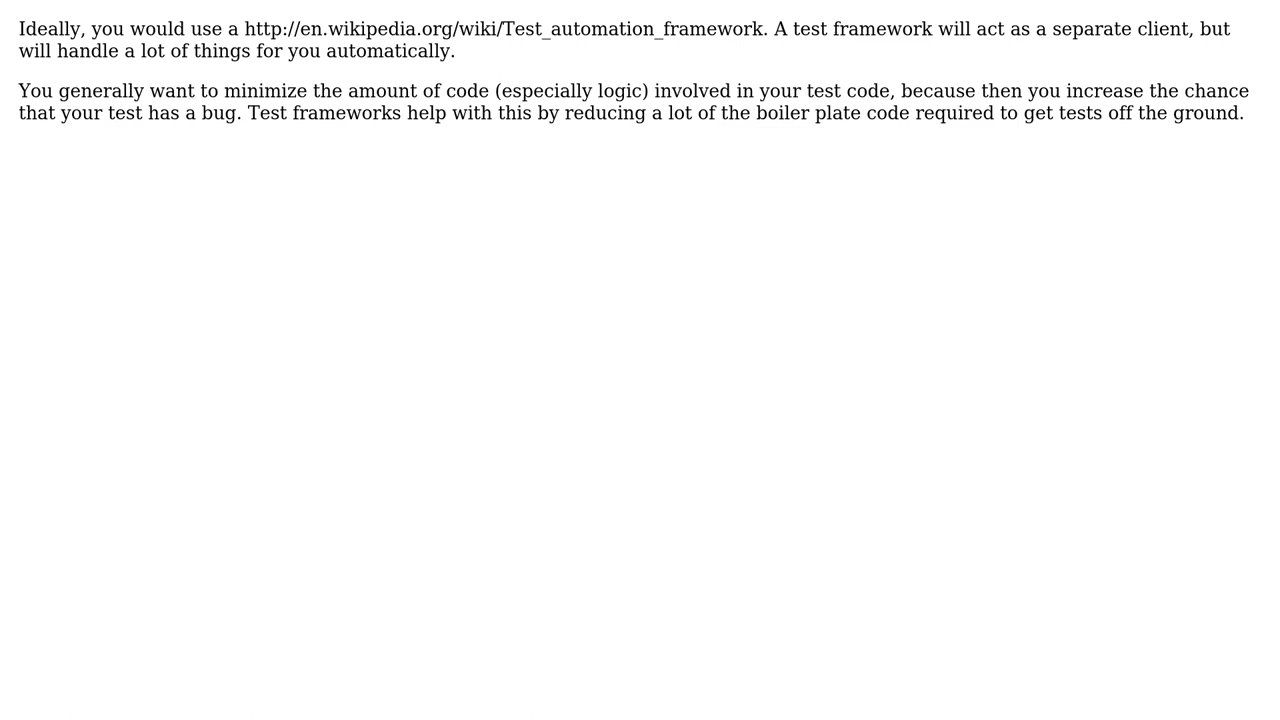 Ideally, you would use a http://en.wikipedia.org/wiki/Test_automation_framework. A test framework will act as a separate client, but
will handle a lot of things for you automatically.
You generally want to minimize the amount of code (especially logic) involved in your test code, because then you increase the chance
that your test has a bug. Test frameworks help with this by reducing a lot of the boiler plate code required to get tests off the ground.